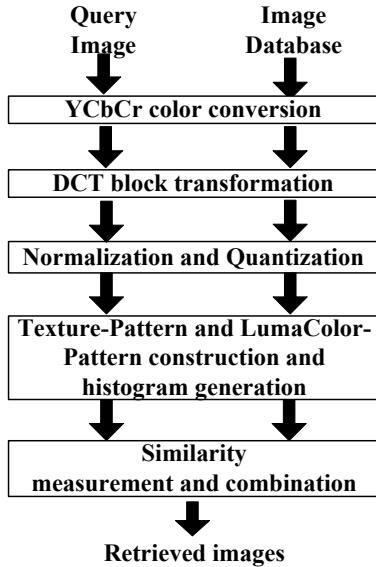 Query Image
Image Database
YCbCr color conversion
DCT block transformation
Normalization and Quantization
Texture-Pattern and LumaColor-
Pattern construction and
histogram generation
Similarity
measurement and combination
Retrieved images